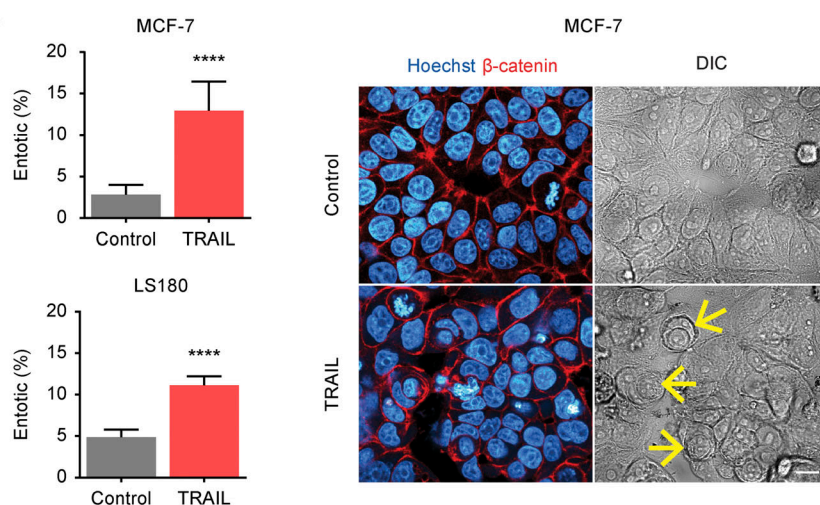 MCF-7
20
15
10
5
0
Entotic (%)
****
Control
TRAIL
LS180
20
15
10
5
0
Entotic (%)
****
Control
TRAIL
MCF-7
Hoechst β-catenin
DIC
Control
TRAIL